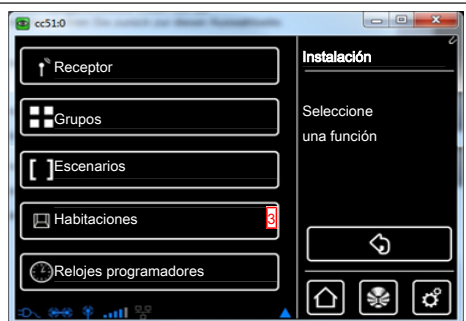 cc51:0
Receptor
Grupos
Escenarios
Habitaciones 3
Relojes programadores
Instalación
Seleccione
una función